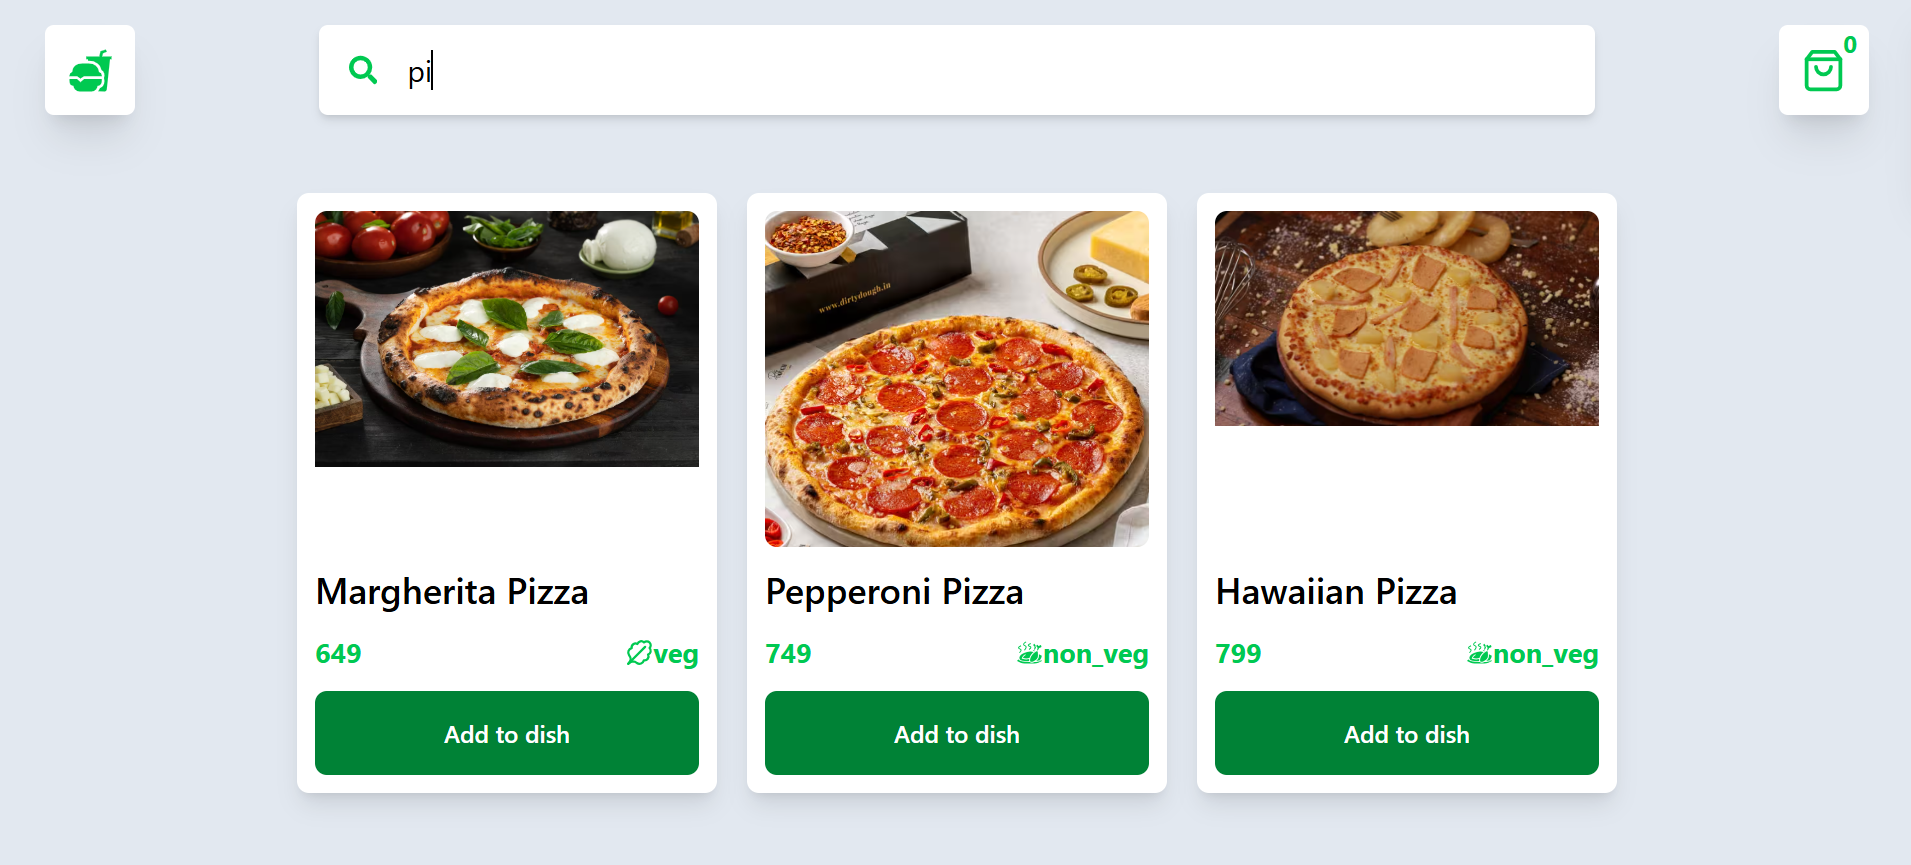 pi
0
www.dirtydough.in
Margherita Pizza
Pepperoni Pizza
Hawaiian Pizza
649
veg
749
non_veg
799
non_veg
Add to dish
Add to dish
Add to dish